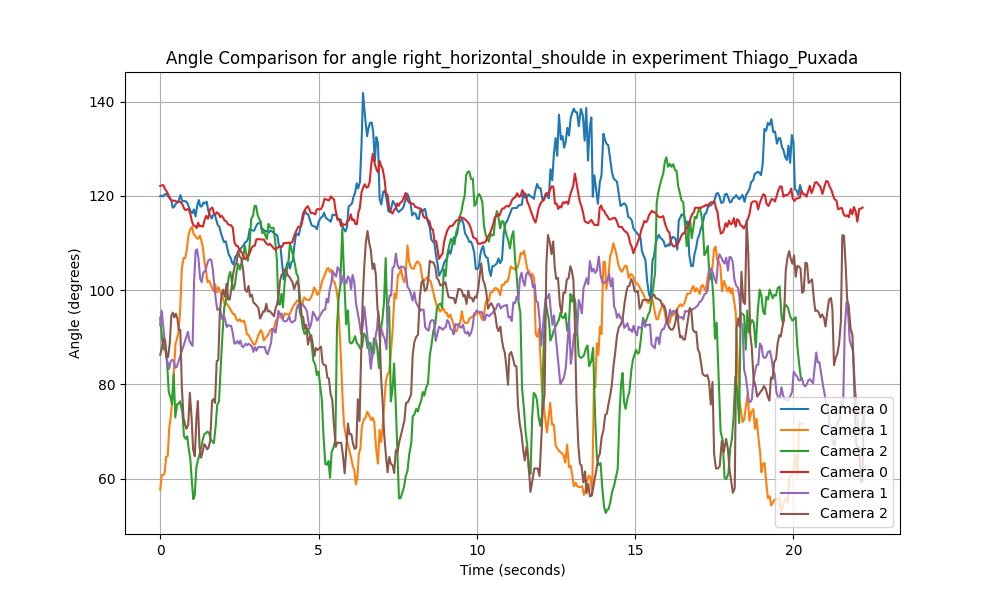 Angle Comparison for angle right_horizontal_shoulde in experiment Thiago_Puxada
Angle (degrees)
140
120
100
80
60
0 5 10 15 20
Time (seconds)
Camera 0
Camera 1
Camera 2
Camera 0
Camera 1
Camera 2